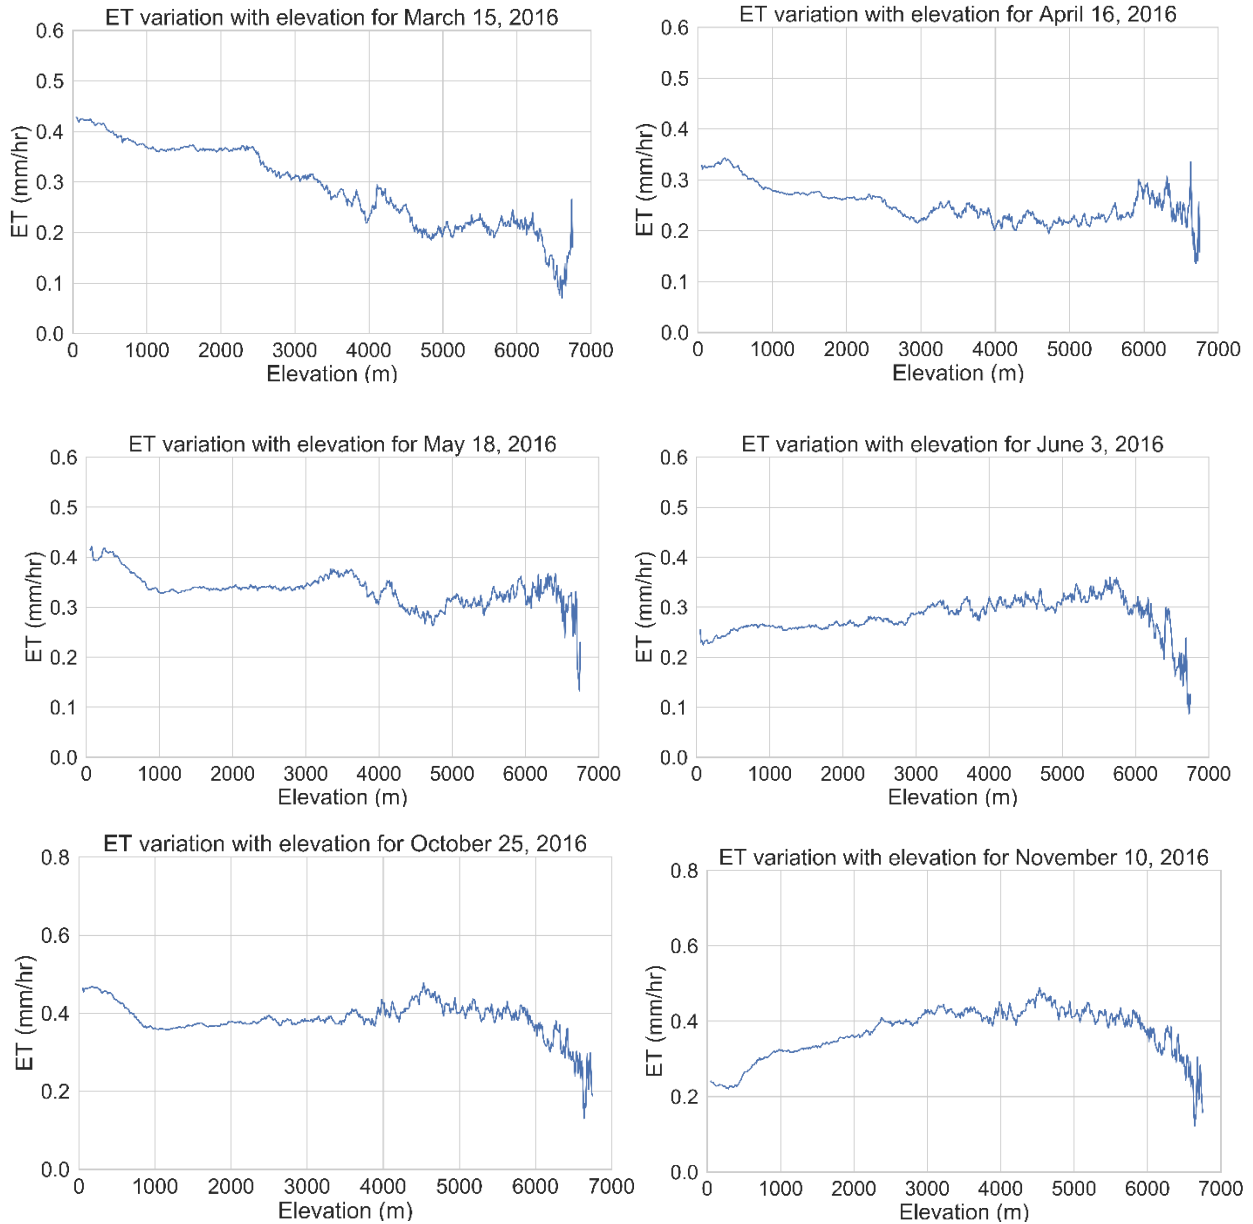 ET variation with elevation for March 15, 2016
0.6
0.5
0.4
0.3
0.2
0.1
0.0
ET (mm/hr)
0 1000 2000 3000 4000 5000 6000 7000
Elevation (m)
ET variation with elevation for April 16, 2016
0.6
0.5
0.4
0.3
0.2
0.1
0.0
ET (mm/hr)
0 1000 2000 3000 4000 5000 6000 7000
Elevation (m)
ET variation with elevation for May 18, 2016
0.6
0.5
0.4
0.3
0.2
0.1
0.0
ET (mm/hr)
0 1000 2000 3000 4000 5000 6000 7000
Elevation (m)
ET variation with elevation for June 3, 2016
0.6
0.5
0.4
0.3
0.2
0.1
0.0
ET (mm/hr)
0 1000 2000 3000 4000 5000 6000 7000
Elevation (m)
ET variation with elevation for October 25, 2016
0.8
0.6
0.4
0.2
0.0
ET (mm/hr)
0 1000 2000 3000 4000 5000 6000 7000
Elevation (m)
ET variation with elevation for November 10, 2016
0.8
0.6
0.4
0.2
0.0
ET (mm/hr)
0 1000 2000 3000 4000 5000 6000 7000
Elevation (m)